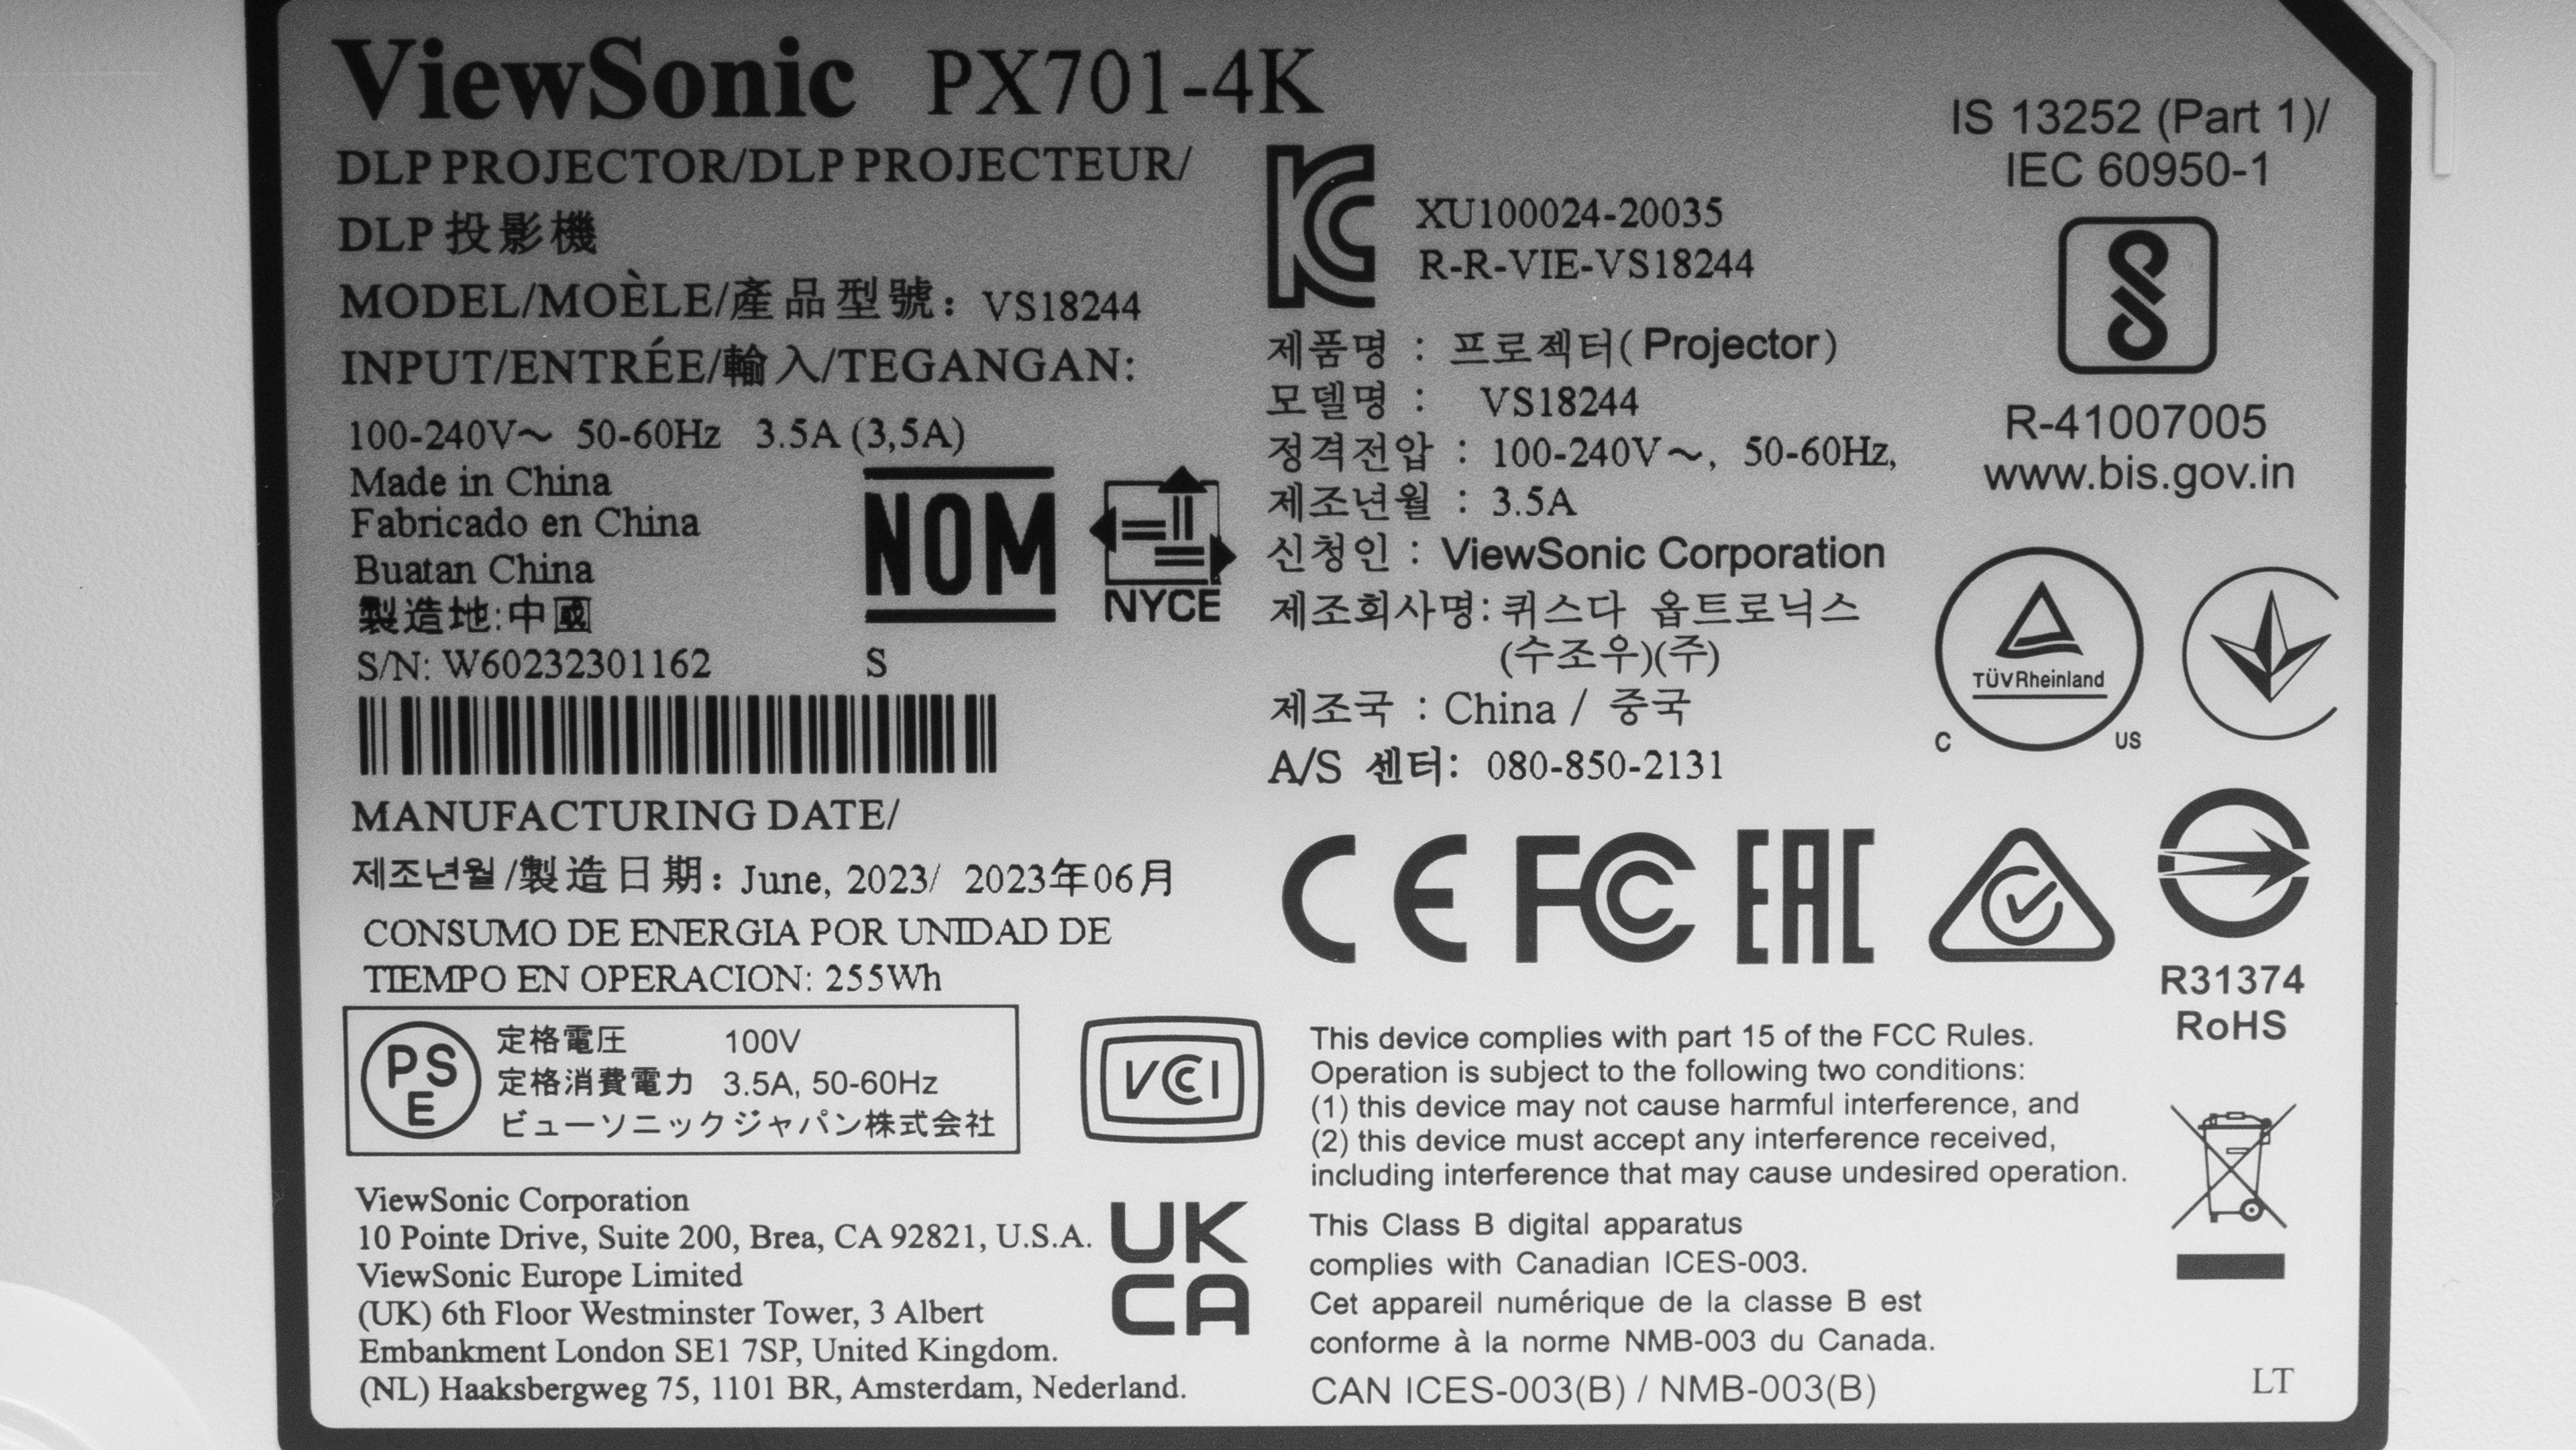 ViewSonic PX701-4K
DLP PROJECTOR/DLP PROJECTEUR/
DLP 投影機
MODEL/MOÈLE/產品型號: VS18244
INPUT/ENTRÉE/輸入/TEGANGAN:
100-240V～ 50-60Hz 3.5A (3,5A)
Made in China
Fabricado en China
Buatan China
製造地:中國
S/N: W60232301162 S
NOM
NYCE
MANUFACTURING DATE/
제조년월/製造日期: June, 2023/ 2023年06月
CONSUMO DE ENERGIA POR UNIDAD DE
TIEMPO EN OPERACION: 255Wh
PS
E
定格電圧 100V
定格消費電力 3.5A, 50-60Hz
ビューソニックジャパン株式会社
VCCI
ViewSonic Corporation
10 Pointe Drive, Suite 200, Brea, CA 92821, U.S.A.
ViewSonic Europe Limited
(UK) 6th Floor Westminster Tower, 3 Albert
Embankment London SE1 7SP, United Kingdom.
(NL) Haaksbergweg 75, 1101 BR, Amsterdam, Nederland.
UK
CA
KC
XU100024-20035
R-R-VIE-VS18244
제품명 : 프로젝터( Projector)
모델명 : VS18244
정격전압 : 100-240V～, 50-60Hz,
제조년월 : 3.5A
신청인 : ViewSonic Corporation
제조회사명: 퀴스다 옵트로닉스
(수조우)(주)
제조국 : China / 중국
A/S 센터: 080-850-2131
CE FC EAC
This device complies with part 15 of the FCC Rules.
Operation is subject to the following two conditions:
(1) this device may not cause harmful interference, and
(2) this device must accept any interference received,
including interference that may cause undesired operation.
This Class B digital apparatus
complies with Canadian ICES-003.
Cet appareil numérique de la classe B est
conforme à la norme NMB-003 du Canada.
CAN ICES-003(B) / NMB-003(B)
IS 13252 (Part 1)/
IEC 60950-1
R-41007005
www.bis.gov.in
TÜVRheinland
C US
R31374
RoHS
LT